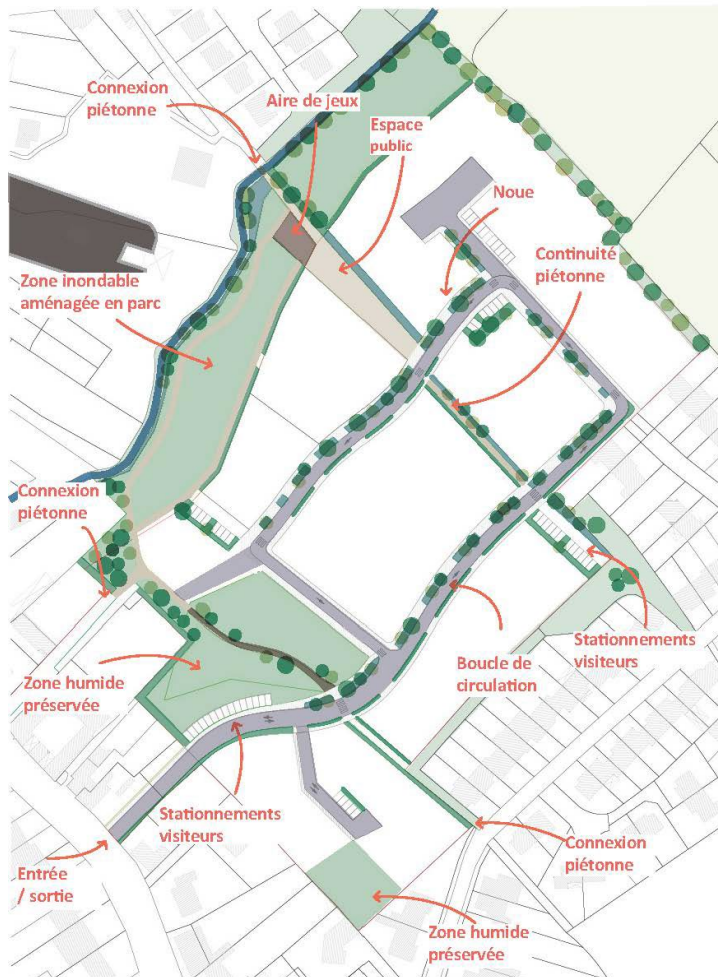 Connexion
piétonne
Aire de jeux
Espace
public
Noue
Continuité
piétonne
Zone inondable
aménagée en parc
Connexion
piétonne
Stationnements
visiteurs
Boucle de
circulation
Zone humide
préservée
Stationnements
visiteurs
Connexion
piétonne
Entrée
/ sortie
Zone humide
préservée